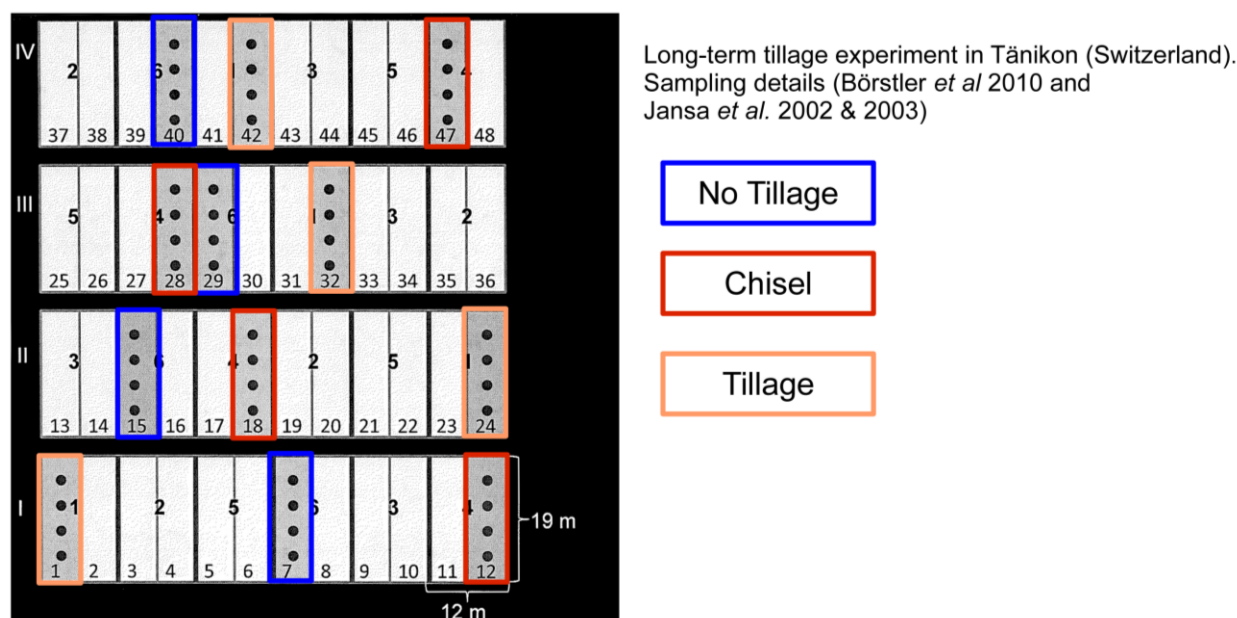 Long-term tillage experiment in Tänikon (Switzerland).
Sampling details (Börstler et al 2010 and
Jansa et al. 2002 & 2003)
No Tillage
Chisel
Tillage
IV
2 6 1 3 5 4
37 38 39 40 41 42 43 44 45 46 47 48
III
5 4 6 1 3 2
25 26 27 28 29 30 31 32 33 34 35 36
II
3 6 4 2 5 1
13 14 15 16 17 18 19 20 21 22 23 24
I
1 2 5 6 3 4
19 m
1 2 3 4 5 6 7 8 9 10 11 12
12 m